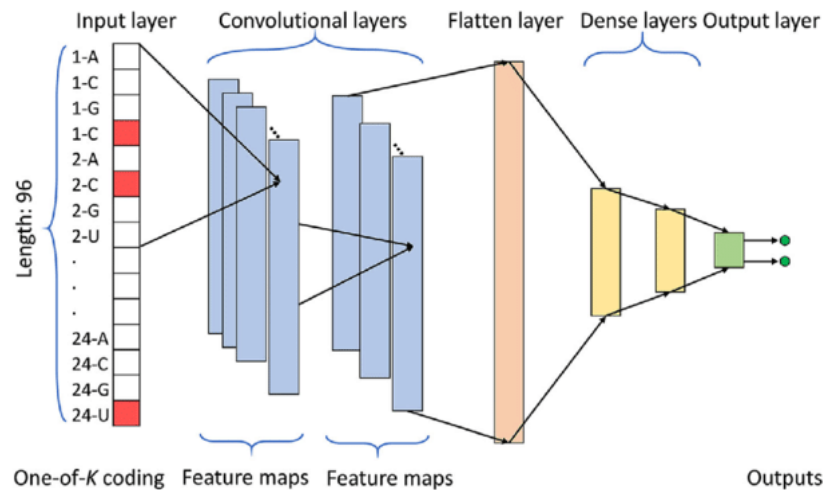 Input layer
Convolutional layers
Flatten layer
Dense layers
Output layer
Length: 96
1-A
1-C
1-G
1-C
2-A
2-C
2-G
2-U
.
.
.
24-A
24-C
24-G
24-U
One-of-K coding
Feature maps
Feature maps
Outputs